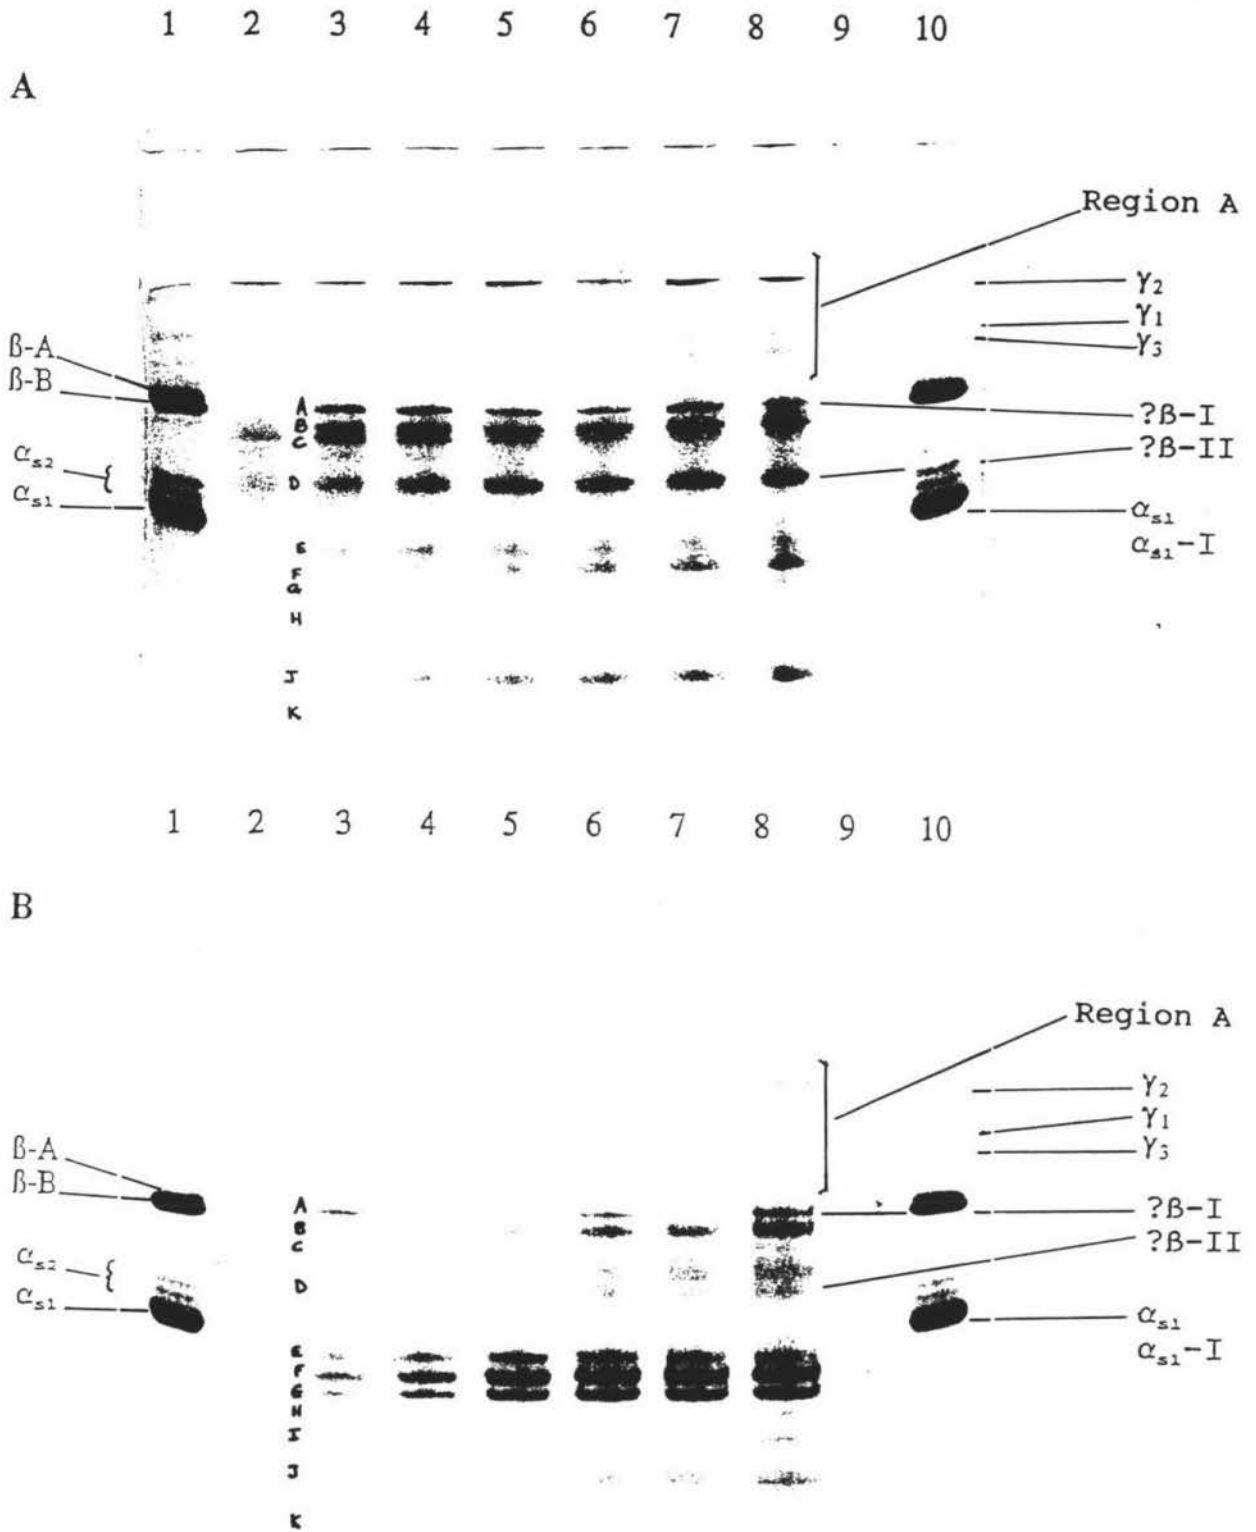 1 2 3 4 5 6 7 8 9 10
A
Region A
γ₂
γ₁
γ₃
ß-A
ß-B
A
B
C
?ß-I
?ß-II
αs2
αs1
D
αs1
αs1-I
E
F
G
H
J
K
1 2 3 4 5 6 7 8 9 10
B
Region A
γ₂
γ₁
γ₃
ß-A
ß-B
A
B
C
?ß-I
?ß-II
αs2
αs1
D
αs1
αs1-I
E
F
G
H
I
J
K